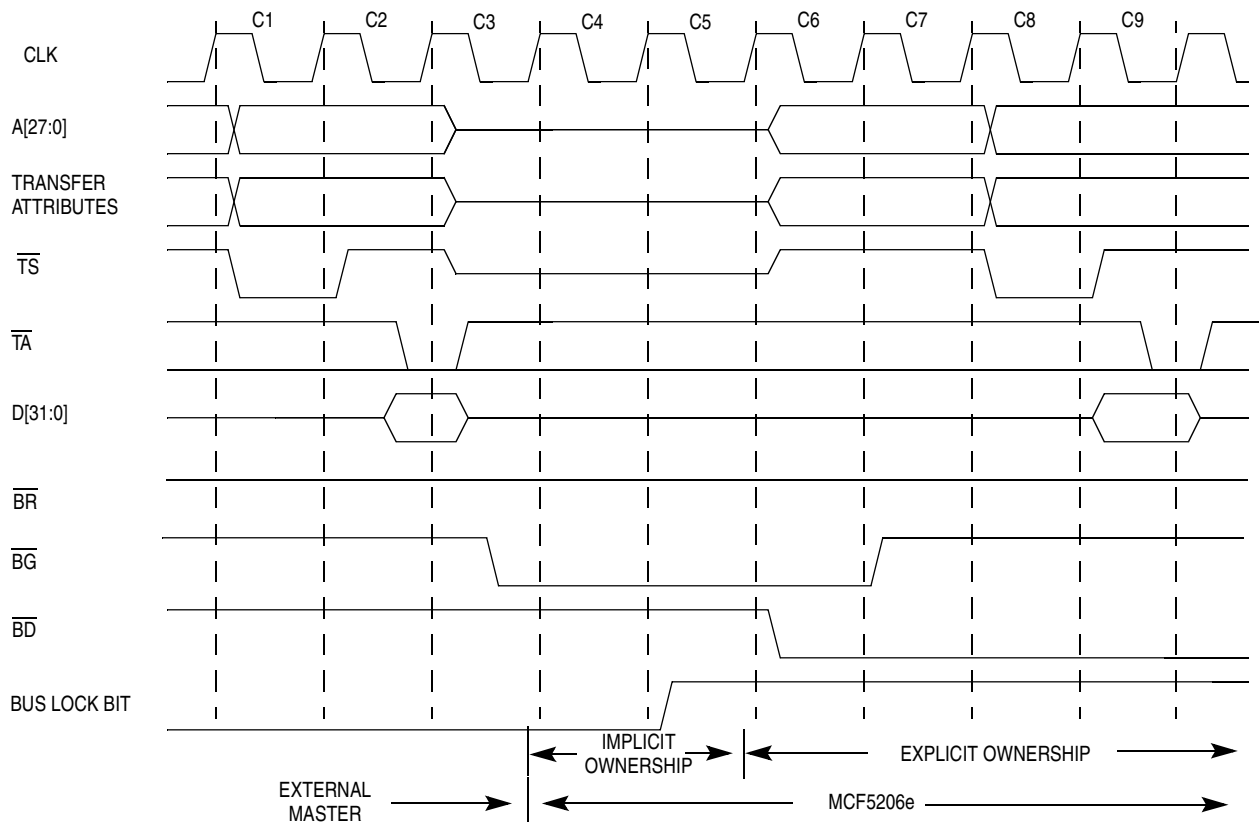 C1 C2 C3 C4 C5 C6 C7 C8 C9
CLK
A[27:0]
TRANSFER
ATTRIBUTES
TS
TA
D[31:0]
BR
BG
BD
BUS LOCK BIT
IMPLICIT
OWNERSHIP
EXPLICIT OWNERSHIP
EXTERNAL
MASTER
MCF5206e